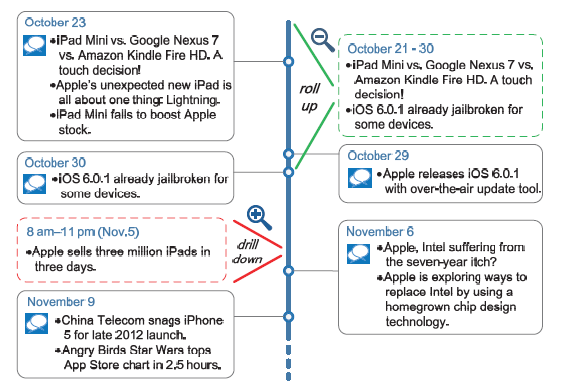 October 23
•iPad Mini vs. Google Nexus 7
vs. Amazon Kindle Fire HD. A
touch decision!
•Apple's unexpected new iPad is
all about one thing: Lightning.
•iPad Mini fails to boost Apple
stock.
October 30
•iOS 6.0.1 already jailbroken for
some devices.
8 am–11 pm (Nov.5)
•Apple sells three million iPads in
three days.
November 9
•China Telecom snags iPhone
5 for late 2012 launch.
•Angry Birds Star Wars tops
App Store chart in 2.5 hours.
roll
up
drill
down
October 21 - 30
•iPad Mini vs. Google Nexus 7 vs.
Amazon Kindle Fire HD. A touch
decision!
•iOS 6.0.1 already jailbroken for
some devices.
October 29
•Apple releases iOS 6.0.1
with over-the-air update tool.
November 6
•Apple, Intel suffering from
the seven-year itch?
•Apple is exploring ways to
replace Intel by using a
homegrown chip design
technology.